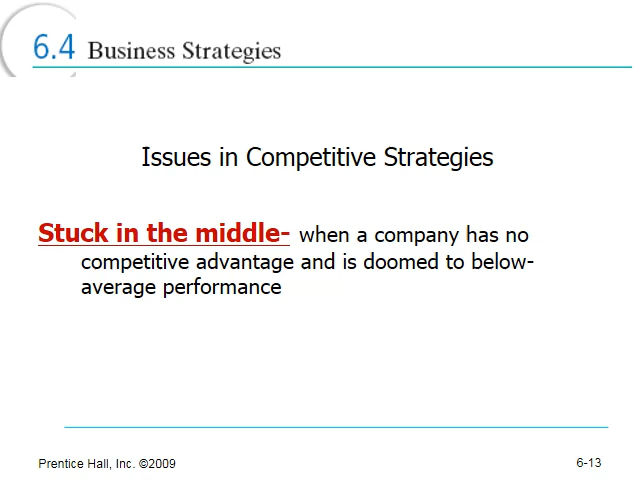 6.4 Business Strategies
Issues in Competitive Strategies
Stuck in the middle- when a company has no
competitive advantage and is doomed to below-
average performance
Prentice Hall, Inc. ©2009
6-13